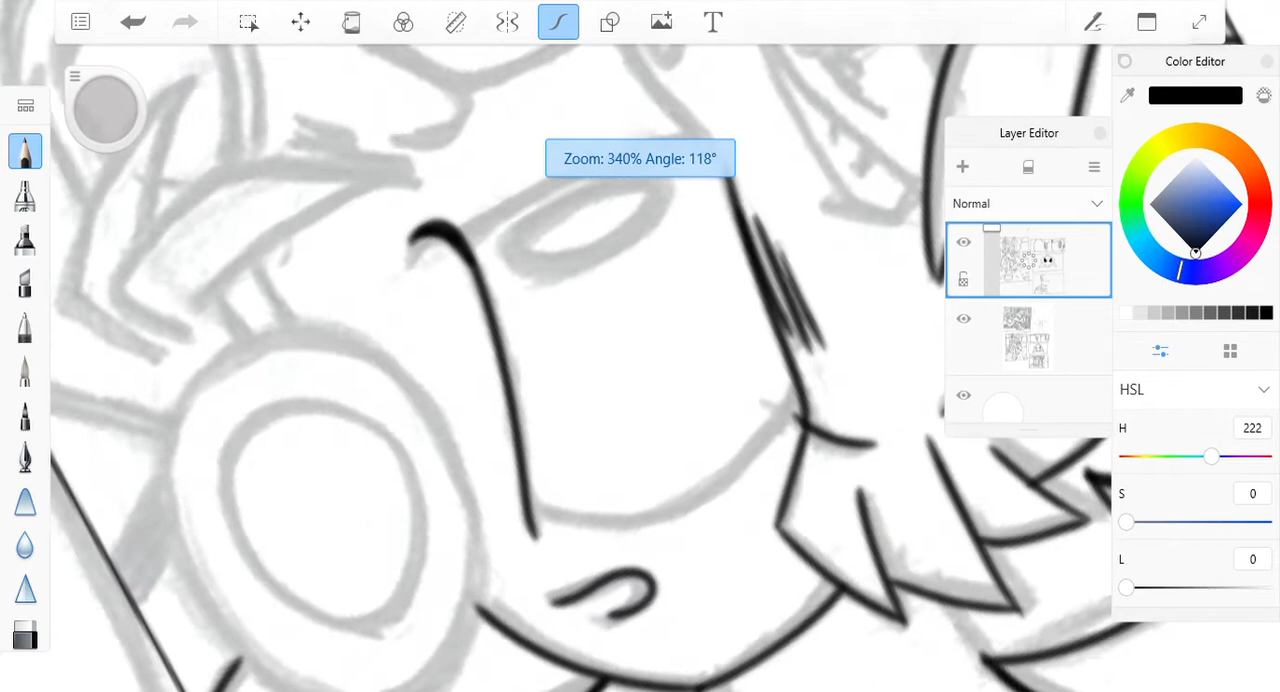 T
Color Editor
Layer Editor
Zoom: 340% Angle: 118°
Normal
HSL
H 222
S 0
L 0